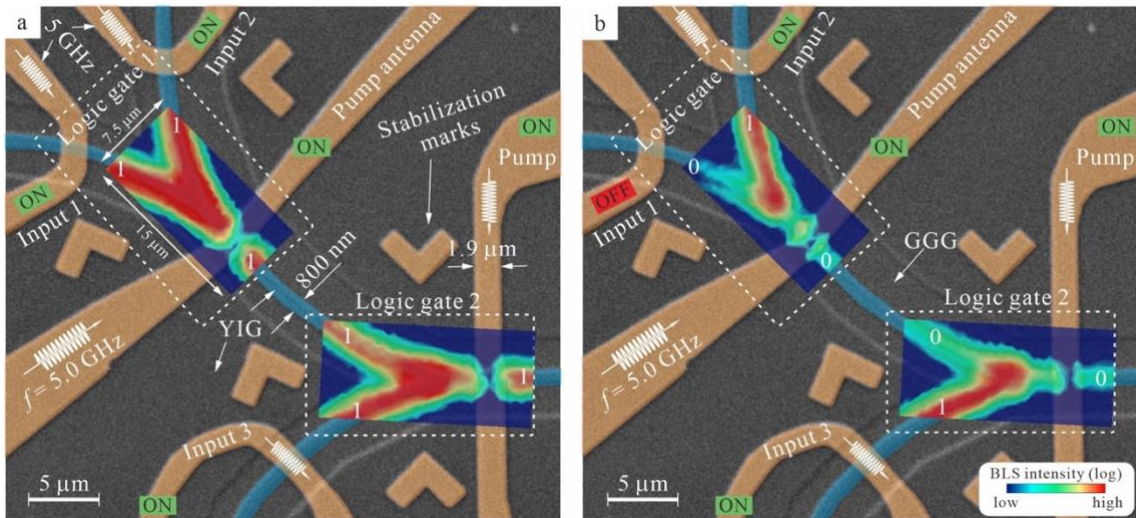 a
5 GHz
ON
Input 2
Logic gate 1
7.5 µm
1
1
Pump antenna
Stabilization
marks
ON
ON
Pump
ON
Input 1
15 µm
1
1.9 µm
800 nm
Logic gate 2
YIG
1
f = 5.0 GHz
1
1
Input 3
5 µm
ON
b
ON
Input 2
Logic gate 1
1
Pump antenna
ON
ON
0
Pump
OFF
Input 1
GGG
0
Logic gate 2
0
f = 5.0 GHz
0
1
Input 3
BLS intensity (log)
low high
5 µm
ON